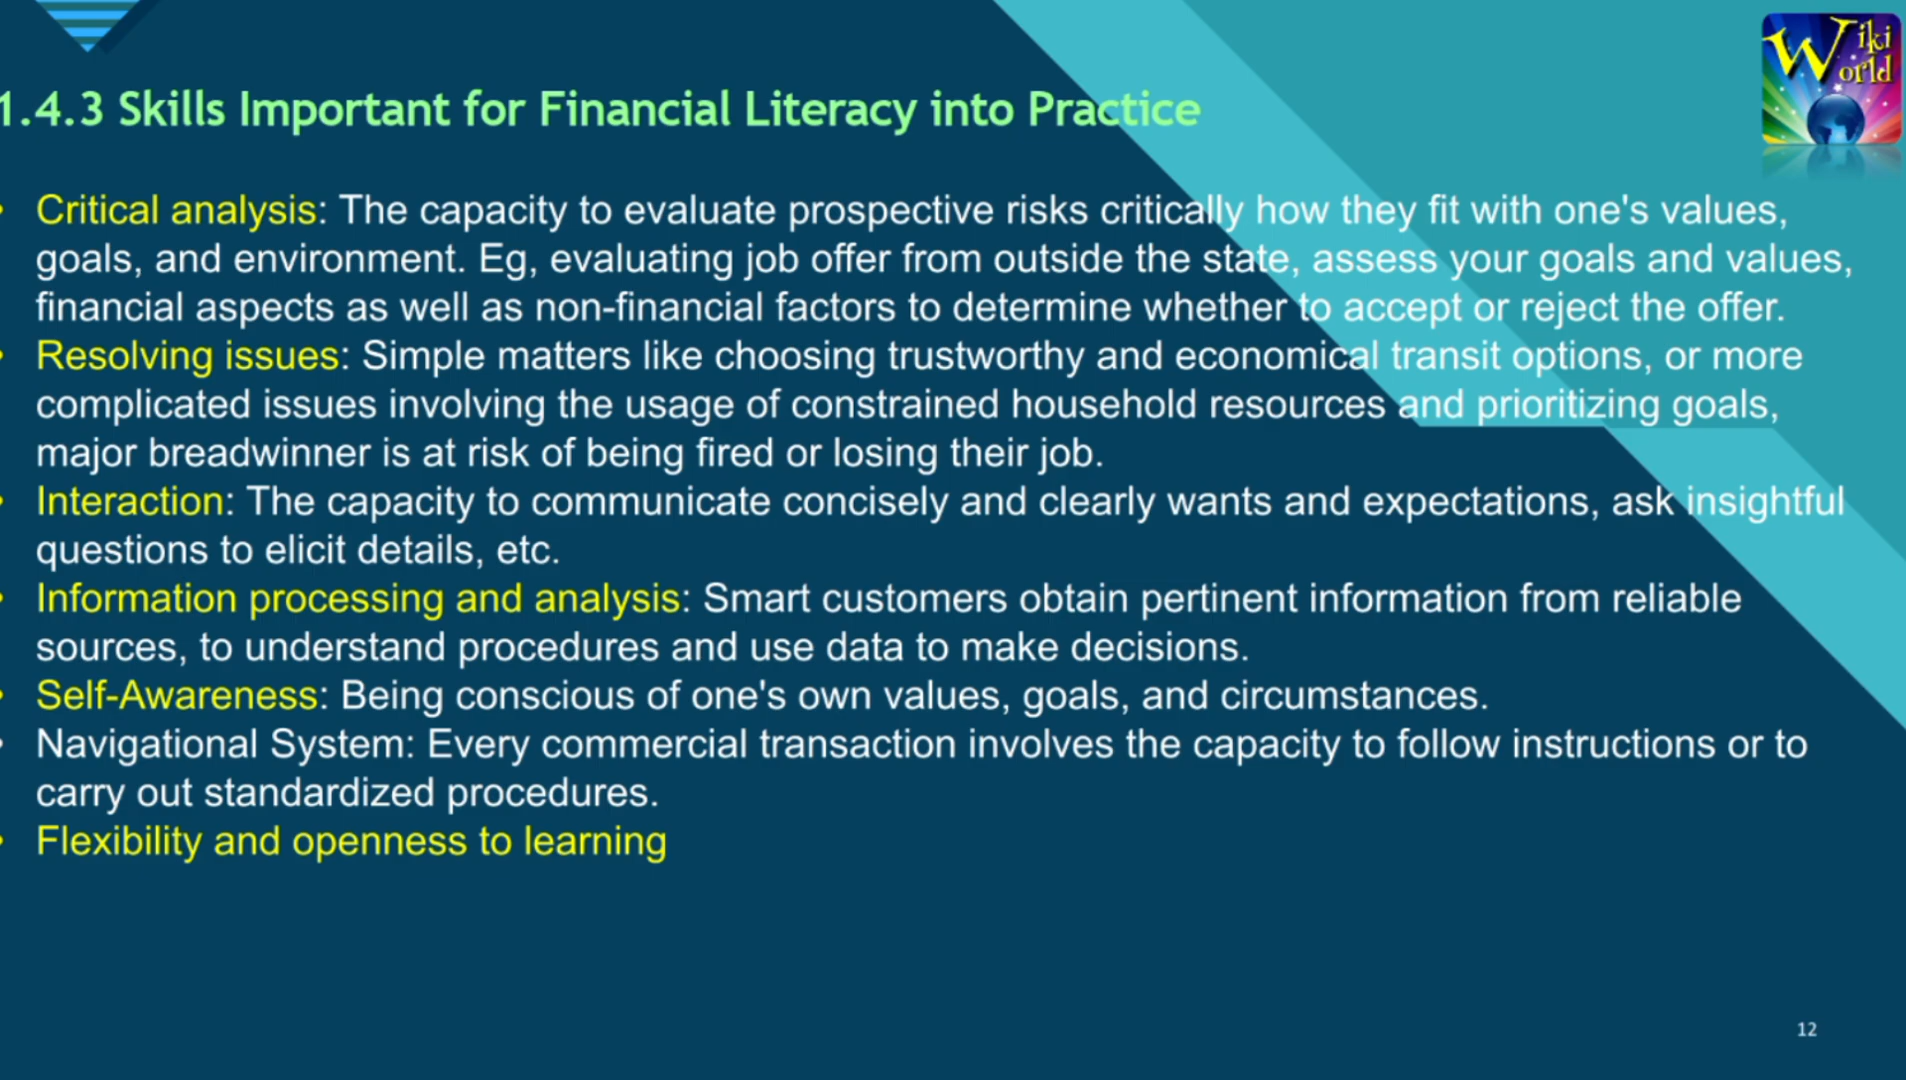 Wiki
World
1.4.3 Skills Important for Financial Literacy into Practice
• Critical analysis: The capacity to evaluate prospective risks critically how they fit with one's values,
goals, and environment. Eg, evaluating job offer from outside the state, assess your goals and values,
financial aspects as well as non-financial factors to determine whether to accept or reject the offer.
• Resolving issues: Simple matters like choosing trustworthy and economical transit options, or more
complicated issues involving the usage of constrained household resources and prioritizing goals,
major breadwinner is at risk of being fired or losing their job.
• Interaction: The capacity to communicate concisely and clearly wants and expectations, ask insightful
questions to elicit details, etc.
• Information processing and analysis: Smart customers obtain pertinent information from reliable
sources, to understand procedures and use data to make decisions.
• Self-Awareness: Being conscious of one's own values, goals, and circumstances.
• Navigational System: Every commercial transaction involves the capacity to follow instructions or to
carry out standardized procedures.
• Flexibility and openness to learning
12